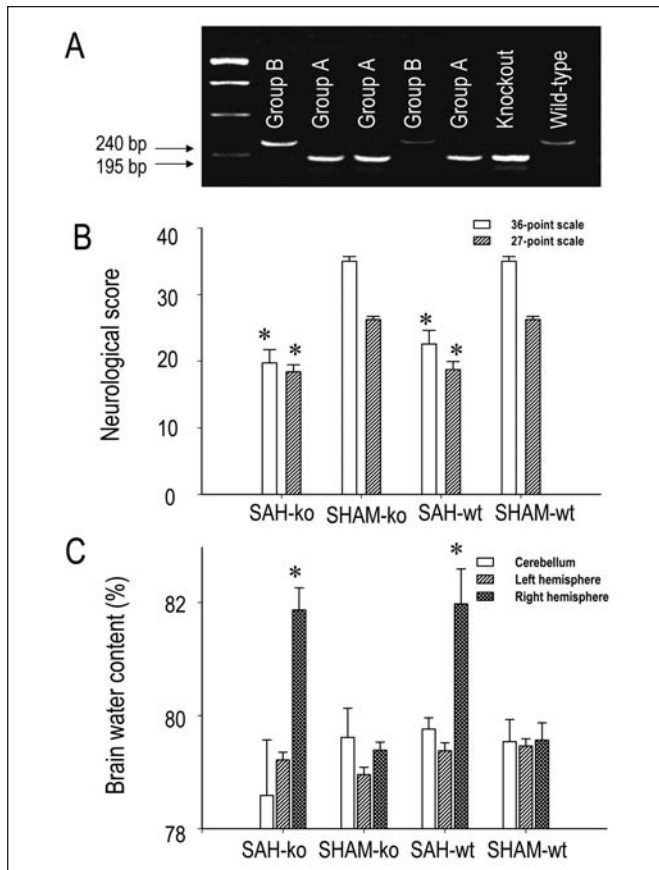 A
Group B
Group A
Group A
Group B
Group A
Knockout
Wild-type
240 bp
195 bp
B
36-point scale
27-point scale
Neurological score
40
30
20
10
0
* * * *
SAH-ko SHAM-ko SAH-wt SHAM-wt
C
Cerebellum
Left hemisphere
Right hemisphere
Brain water content (%)
82
80
78
* *
SAH-ko SHAM-ko SAH-wt SHAM-wt